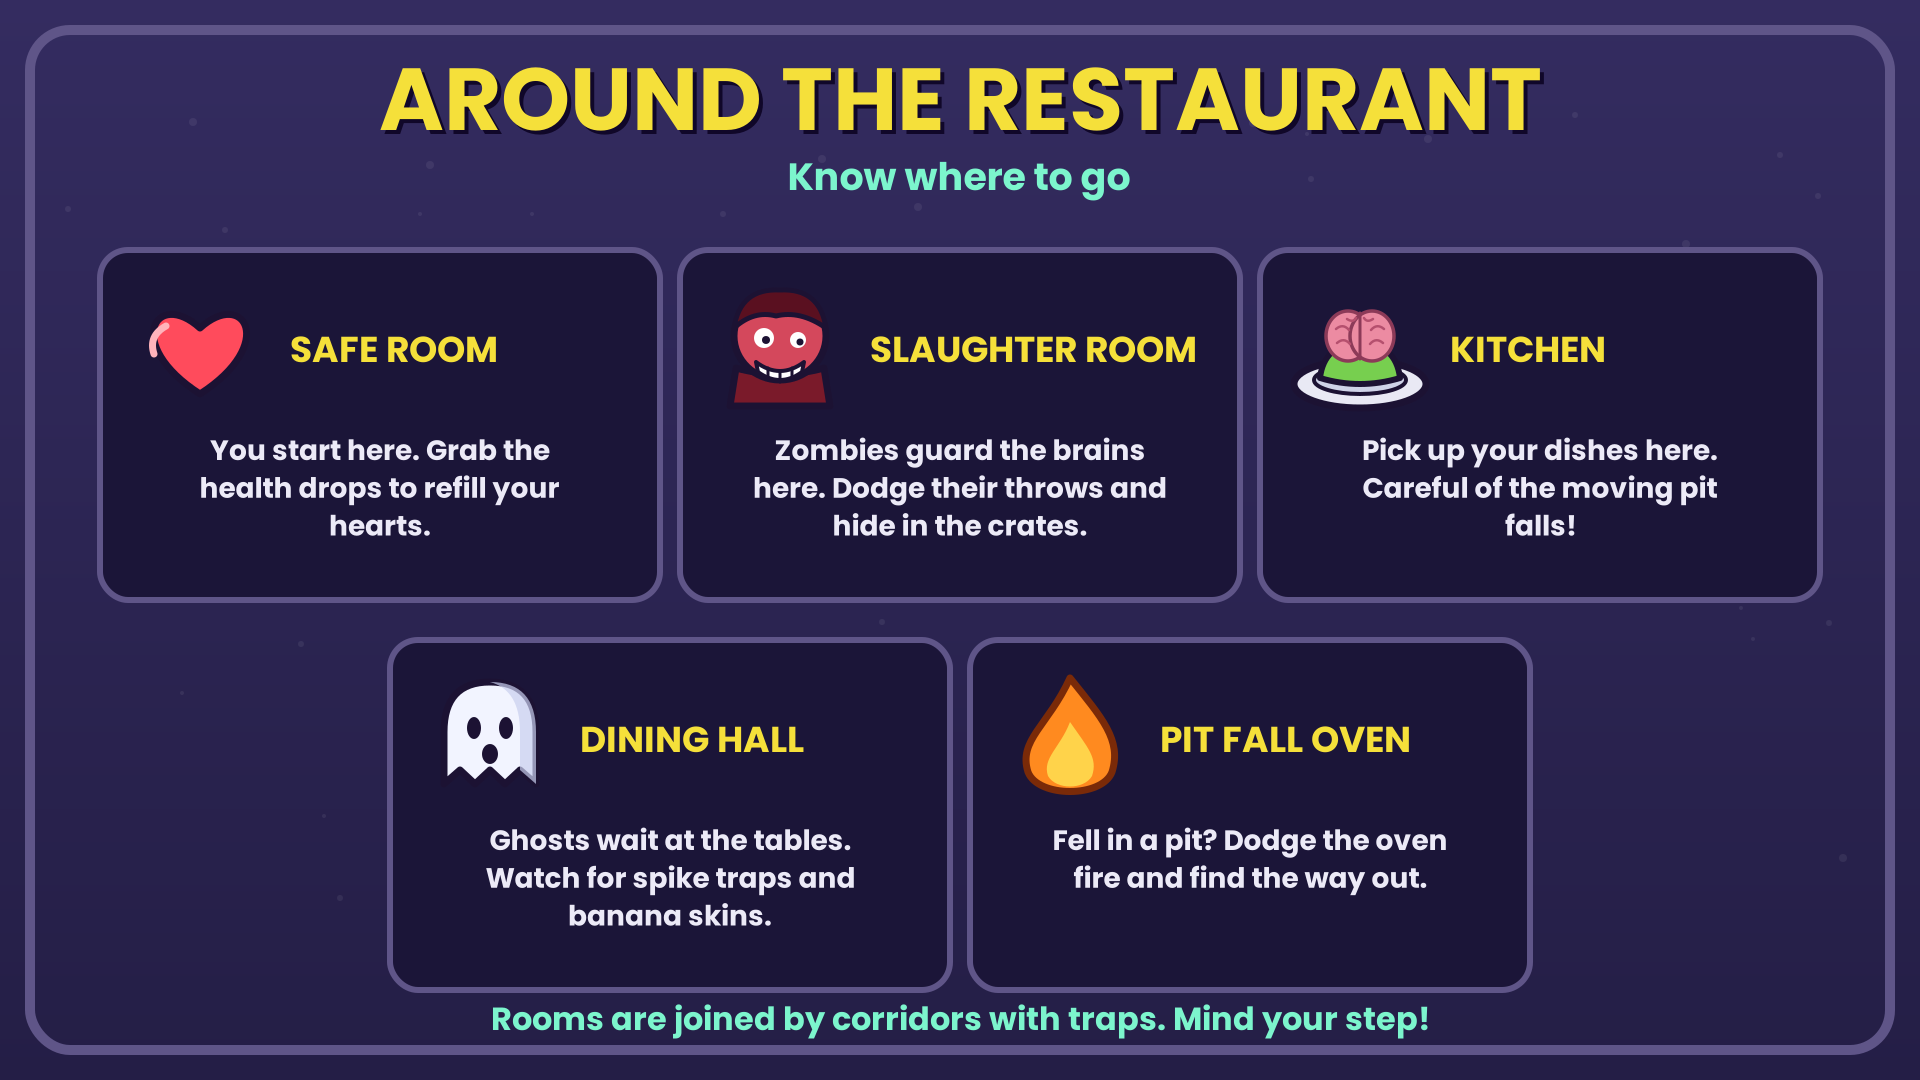 AROUND THE RESTAURANT
Know where to go
SAFE ROOM
You start here. Grab the
health drops to refill your
hearts.
SLAUGHTER ROOM
Zombies guard the brains
here. Dodge their throws and
hide in the crates.
KITCHEN
Pick up your dishes here.
Careful of the moving pit
falls!
DINING HALL
Ghosts wait at the tables.
Watch for spike traps and
banana skins.
PIT FALL OVEN
Fell in a pit? Dodge the oven
fire and find the way out.
Rooms are joined by corridors with traps. Mind your step!